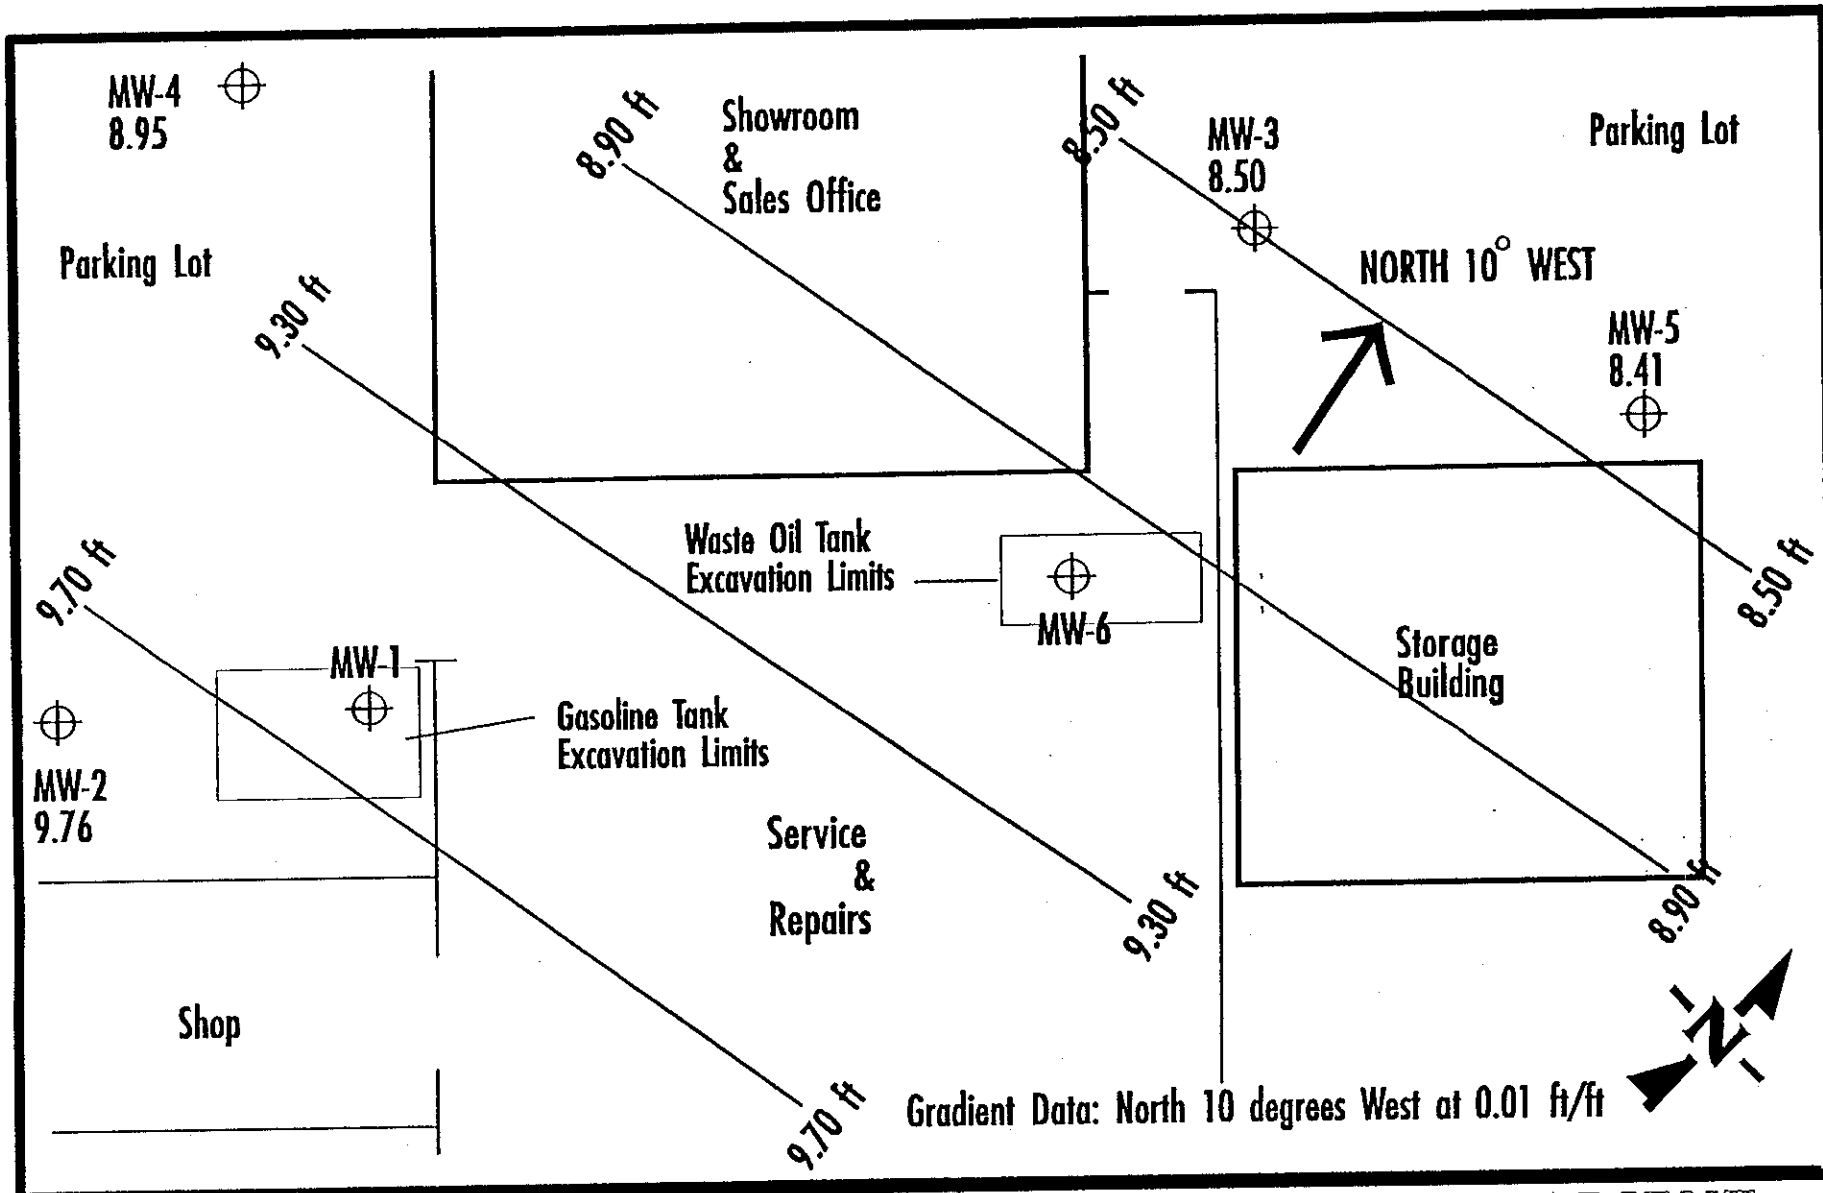 MW-4
8.95
8.90 ft
Showroom
&
Sales Office
8.50 ft
MW-3
8.50
Parking Lot
Parking Lot
NORTH 10° WEST
9.30 ft
MW-5
8.41
Waste Oil Tank
Excavation Limits
9.70 ft
8.50 ft
MW-6
MW-1
Storage
Building
Gasoline Tank
Excavation Limits
MW-2
9.76
Service
&
Repairs
9.30 ft
8.90 ft
Shop
N
Gradient Data: North 10 degrees West at 0.01 ft/ft
9.70 ft